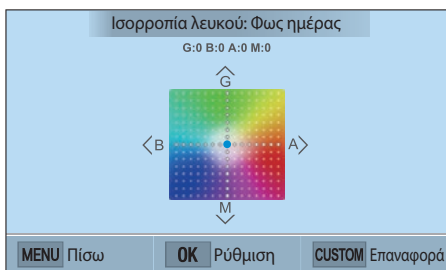 Ισορροπία λευκού: Φως ημέρας
G:0 B:0 A:0 M:0
G
B A
M
MENU Πίσω OK Ρύθμιση CUSTOM Επαναφορά